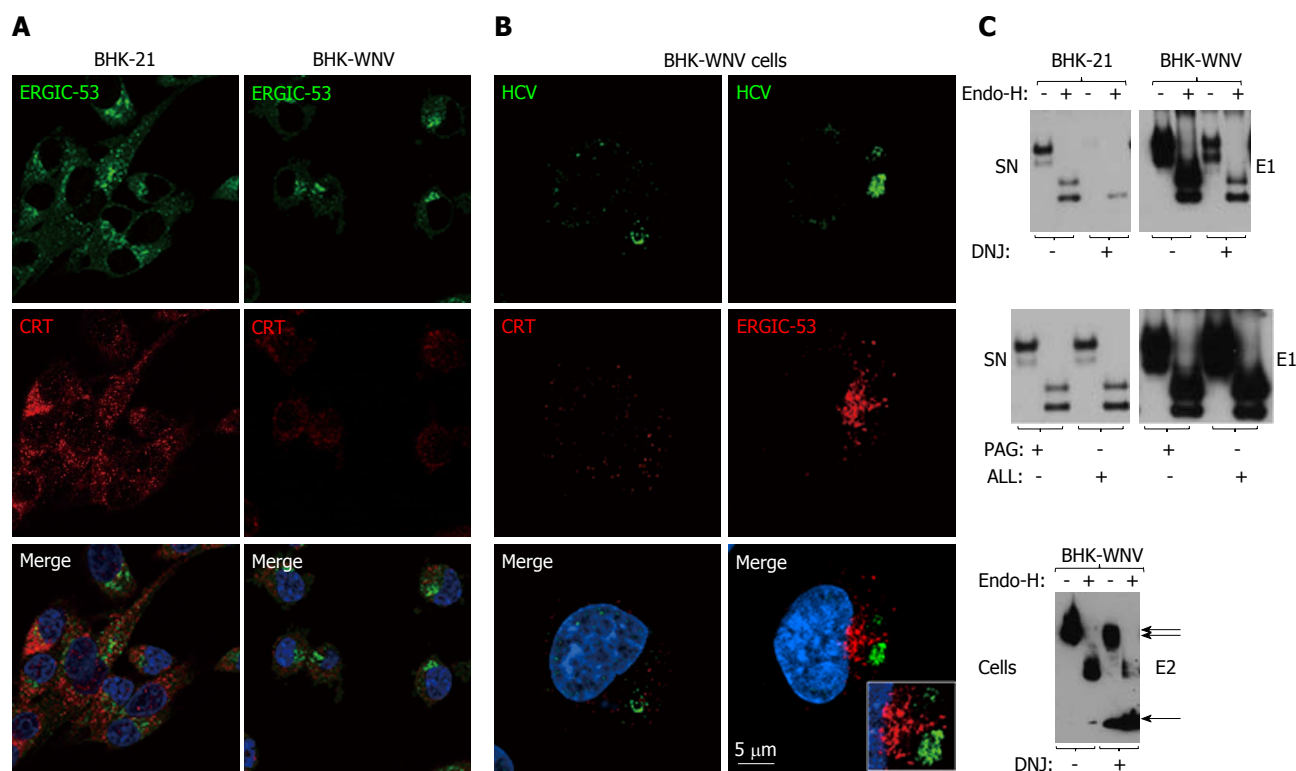 A
BHK-21
BHK-WNV
ERGIC-53
ERGIC-53
CRT
CRT
Merge
Merge
B
BHK-WNV cells
HCV
HCV
CRT
ERGIC-53
Merge
Merge
5 μm
C
BHK-21
BHK-WNV
Endo-H: - + - + - + - +
SN
E1
DNJ: - + - +
SN
E1
PAG: + - + -
ALL: - + - +
BHK-WNV
Endo-H: - + - +
Cells
E2
DNJ: - +